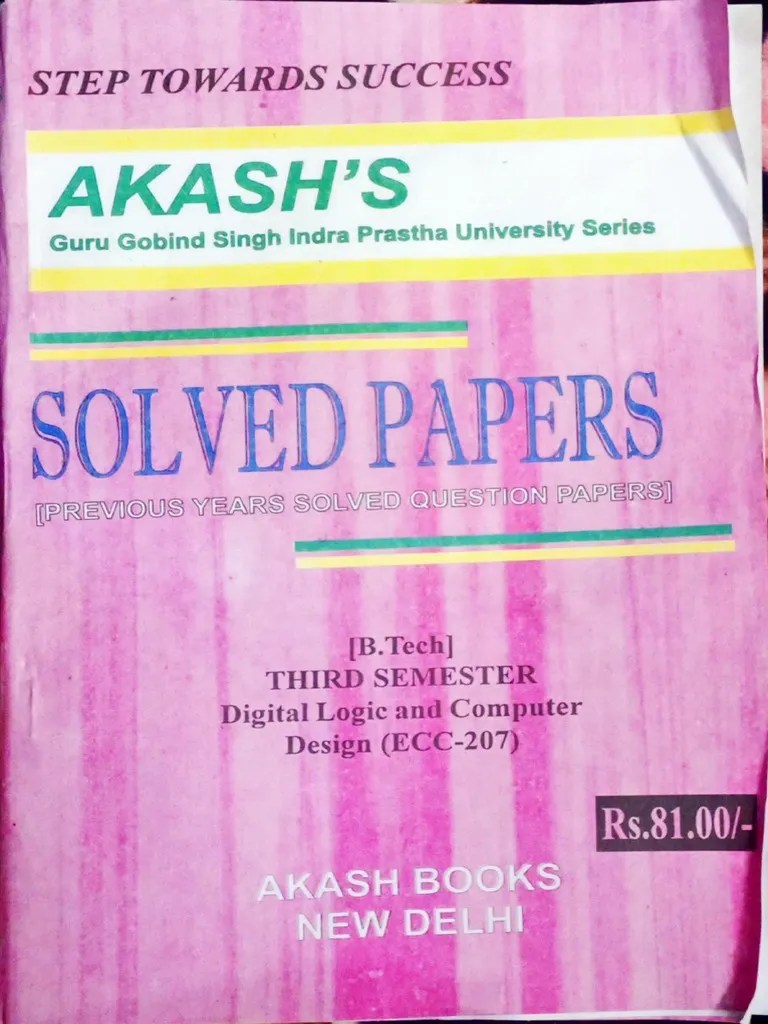 STEP TOWARDS SUCCESS
AKASH'S
Guru Gobind Singh Indra Prastha University Series
SOLVED PAPERS
[PREVIOUS YEARS SOLVED QUESTION PAPERS]
[B.Tech]
THIRD SEMESTER
Digital Logic and Computer
Design (ECC-207)
Rs.81.00/-
AKASH BOOKS
NEW DELHI